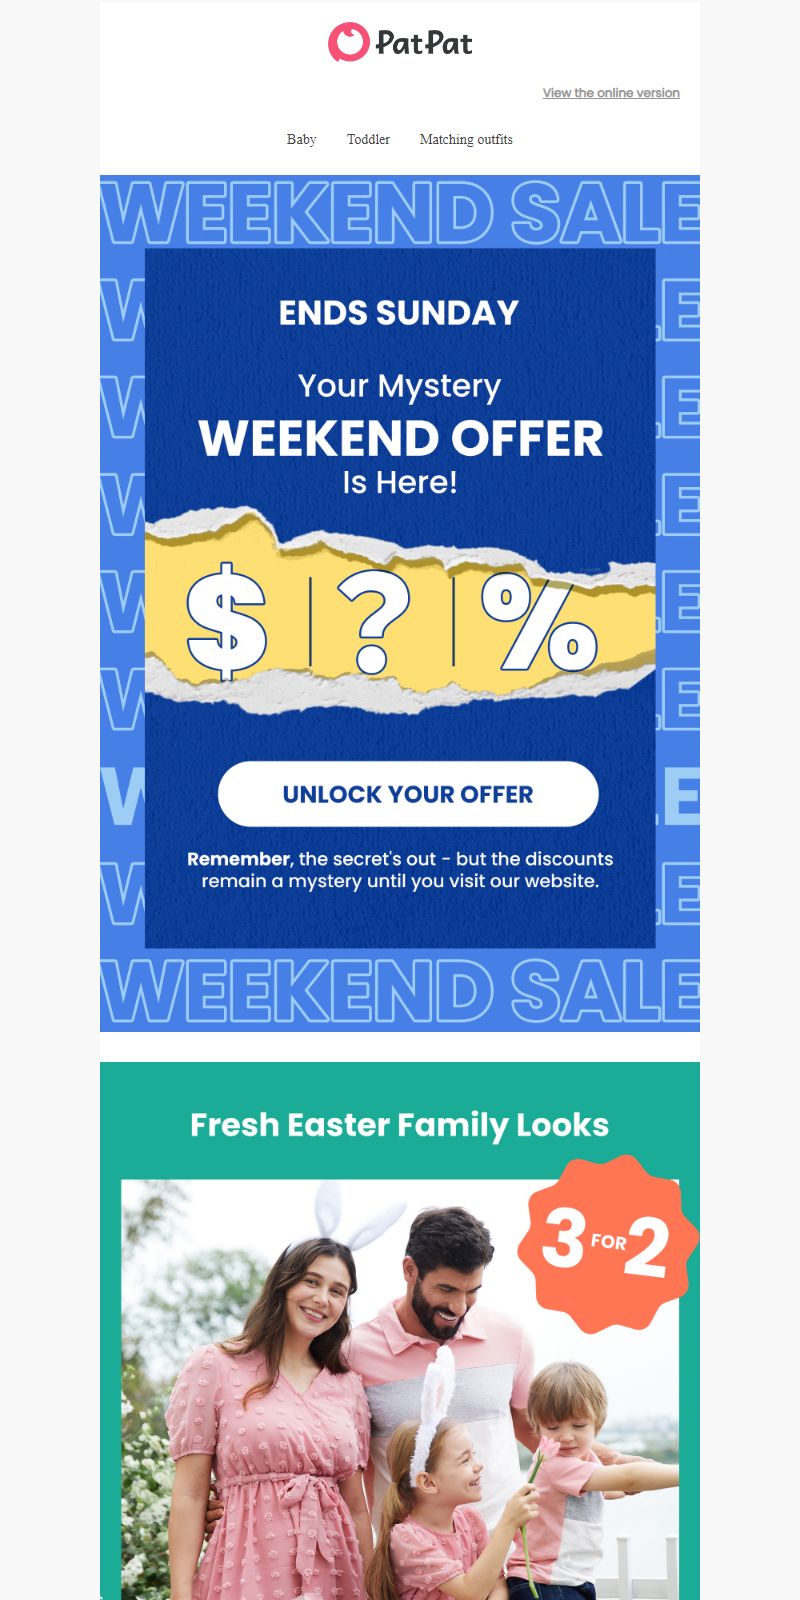 PatPat
View the online version
Baby Toddler Matching outfits
WEEKEND SALE
ENDS SUNDAY
Your Mystery
WEEKEND OFFER
Is Here!
$ | ? | %
UNLOCK YOUR OFFER
Remember, the secret's out - but the discounts
remain a mystery until you visit our website.
WEEKEND SALE
Fresh Easter Family Looks
3 FOR 2